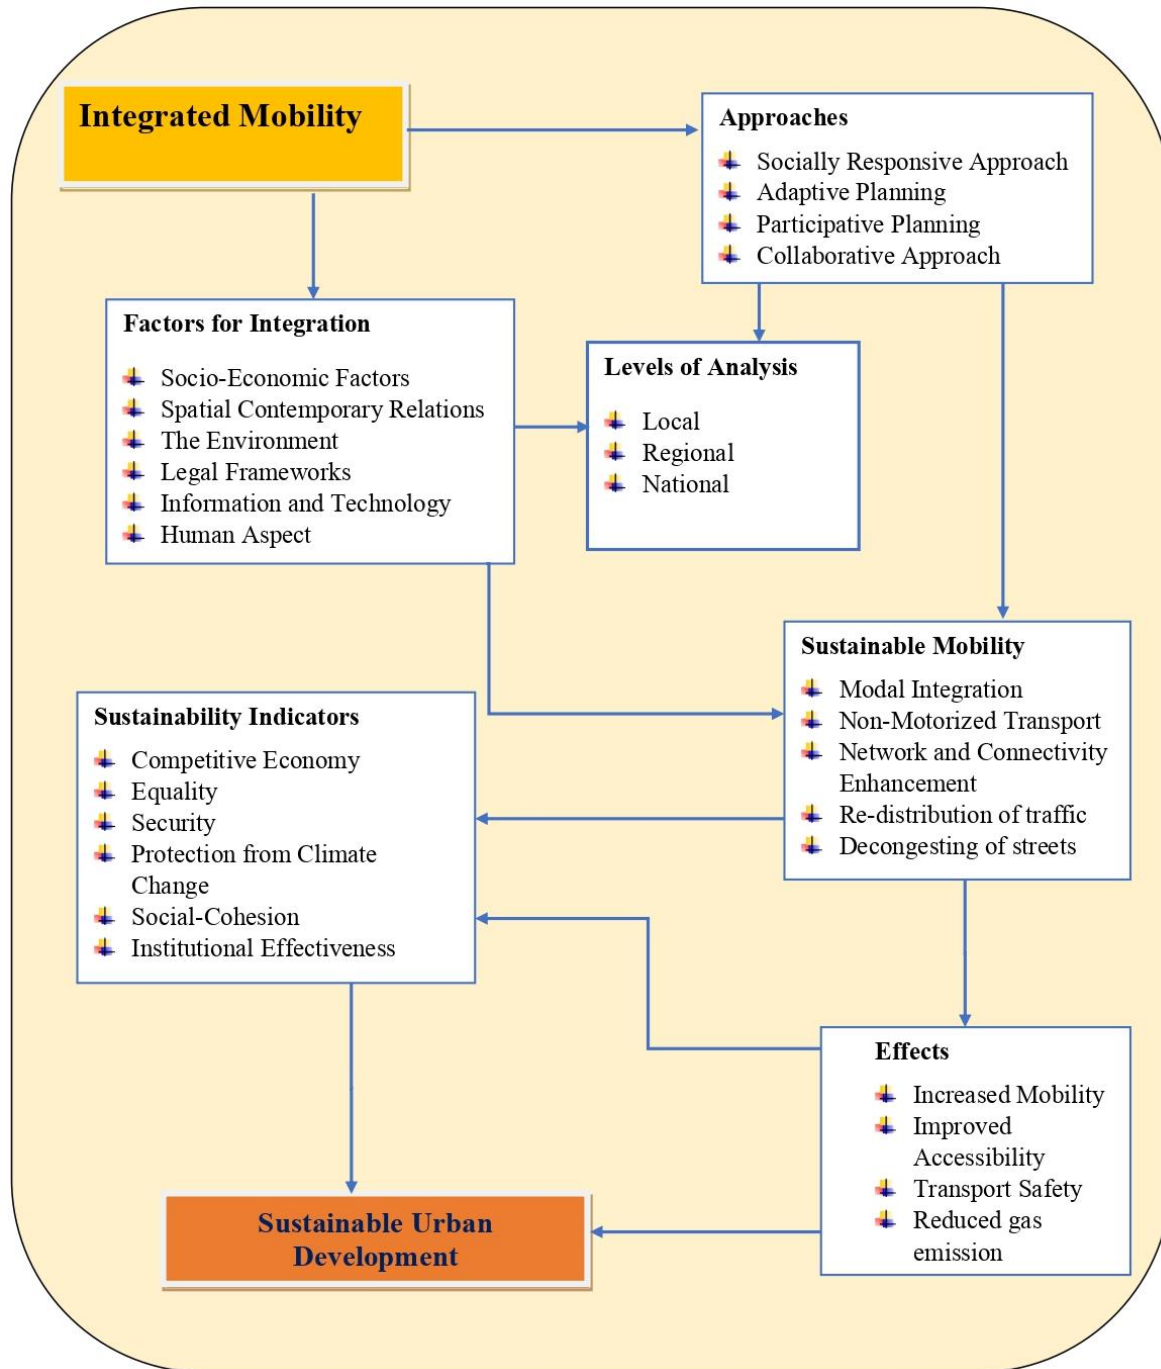 Integrated Mobility
Approaches
Socially Responsive Approach
Adaptive Planning
Participative Planning
Collaborative Approach
Factors for Integration
Socio-Economic Factors
Spatial Contemporary Relations
The Environment
Legal Frameworks
Information and Technology
Human Aspect
Levels of Analysis
Local
Regional
National
Sustainable Mobility
Modal Integration
Non-Motorized Transport
Network and Connectivity
Enhancement
Re-distribution of traffic
Decongesting of streets
Sustainability Indicators
Competitive Economy
Equality
Security
Protection from Climate
Change
Social-Cohesion
Institutional Effectiveness
Effects
Increased Mobility
Improved
Accessibility
Transport Safety
Reduced gas
emission
Sustainable Urban
Development